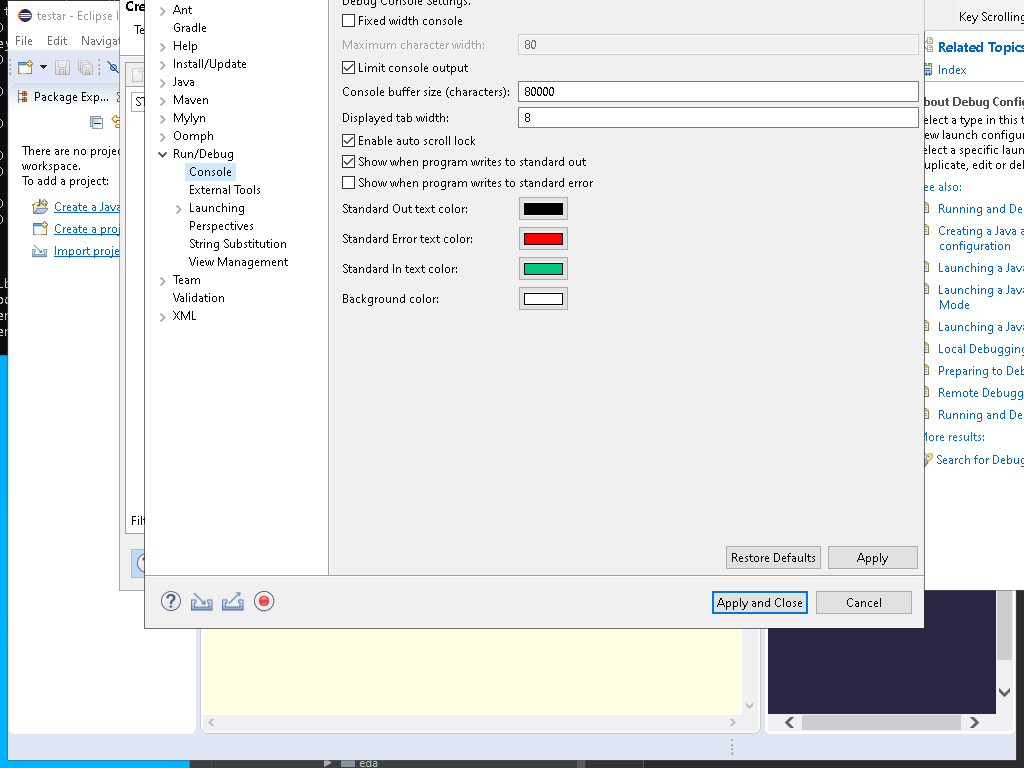 testar - Eclipse I
File Edit Navigat
Package Exp...
There are no proje
workspace.
To add a project:
Create a Java
Create a proj
Import proje
Cre
Te
ST
Filt
Ant
Gradle
Help
Install/Update
Java
Maven
Mylyn
Oomph
Run/Debug
Console
External Tools
Launching
Perspectives
String Substitution
View Management
Team
Validation
XML
Debug Console Settings.
Fixed width console
Maximum character width: 80
Limit console output
Console buffer size (characters): 80000
Displayed tab width: 8
Enable auto scroll lock
Show when program writes to standard out
Show when program writes to standard error
Standard Out text color:
Standard Error text color:
Standard In text color:
Background color:
Restore Defaults Apply
Apply and Close Cancel
Key Scrolling
Related Topics
Index
bout Debug Config
elect a type in this t
ew launch configur
elect a specific laun
uplicate, edit or del
ee also:
Running and De
Creating a Java a
configuration
Launching a Java
Launching a Java
Mode
Launching a Java
Local Debugging
Preparing to Deb
Remote Debugg
Running and De
More results:
Search for Debug
eda